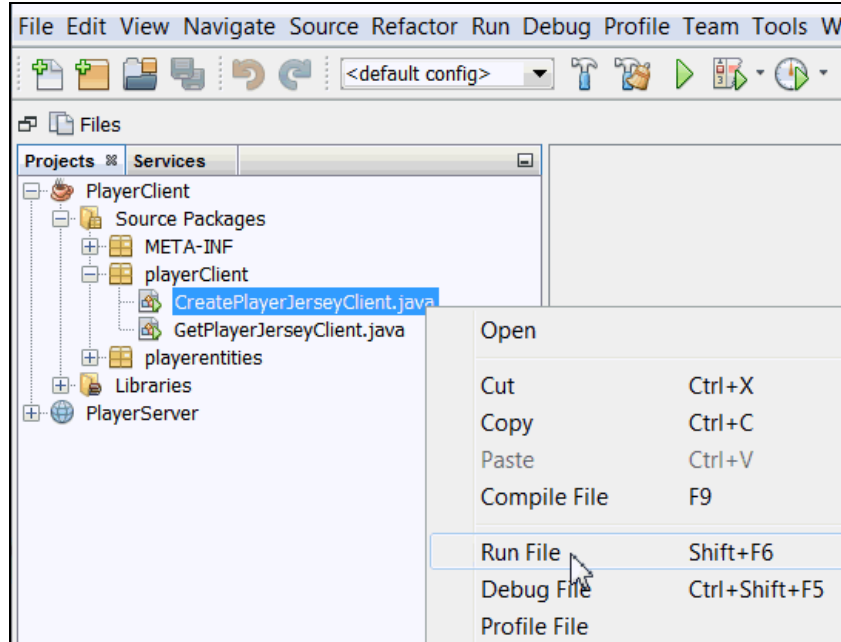 File Edit View Navigate Source Refactor Run Debug Profile Team Tools W
<default config>
Files
Projects Services
PlayerClient
Source Packages
META-INF
playerClient
CreatePlayerJerseyClient.java
GetPlayerJerseyClient.java
playerentities
Libraries
PlayerServer
Open
Cut Ctrl+X
Copy Ctrl+C
Paste Ctrl+V
Compile File F9
Run File Shift+F6
Debug File Ctrl+Shift+F5
Profile File